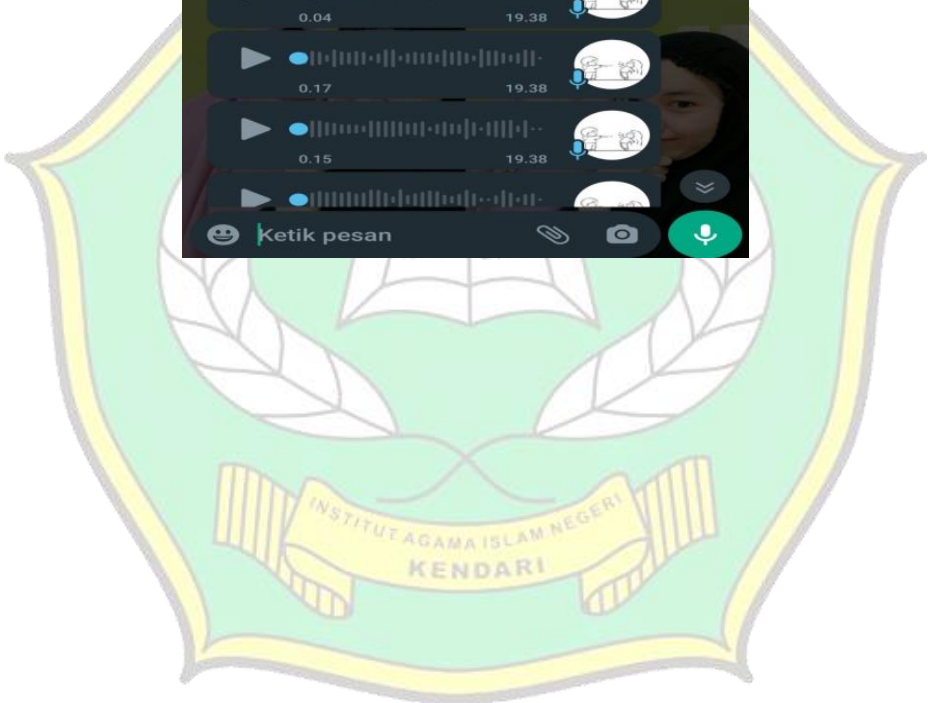 0.04 19.38
0.17 19.38
0.15 19.38
Ketik pesan
INSTITUT AGAMA ISLAM NEGERI
KENDARI